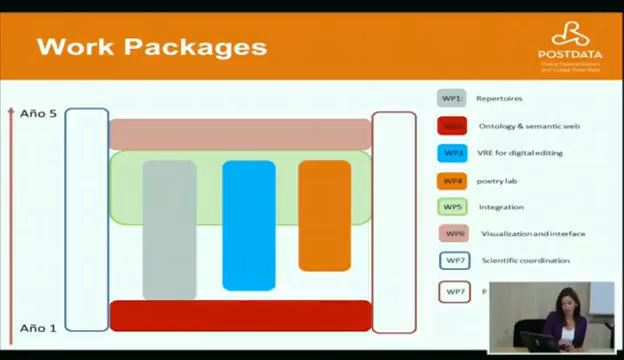 Work Packages
POSTDATA
Año 5
Año 1
WP1: Repertoires
Ontology & semantic web
WP3 VRE for digital editing
WP4 poetry lab
WP5 Integration
WP6 Visualization and interface
WP7 Scientific coordination
WP7 P